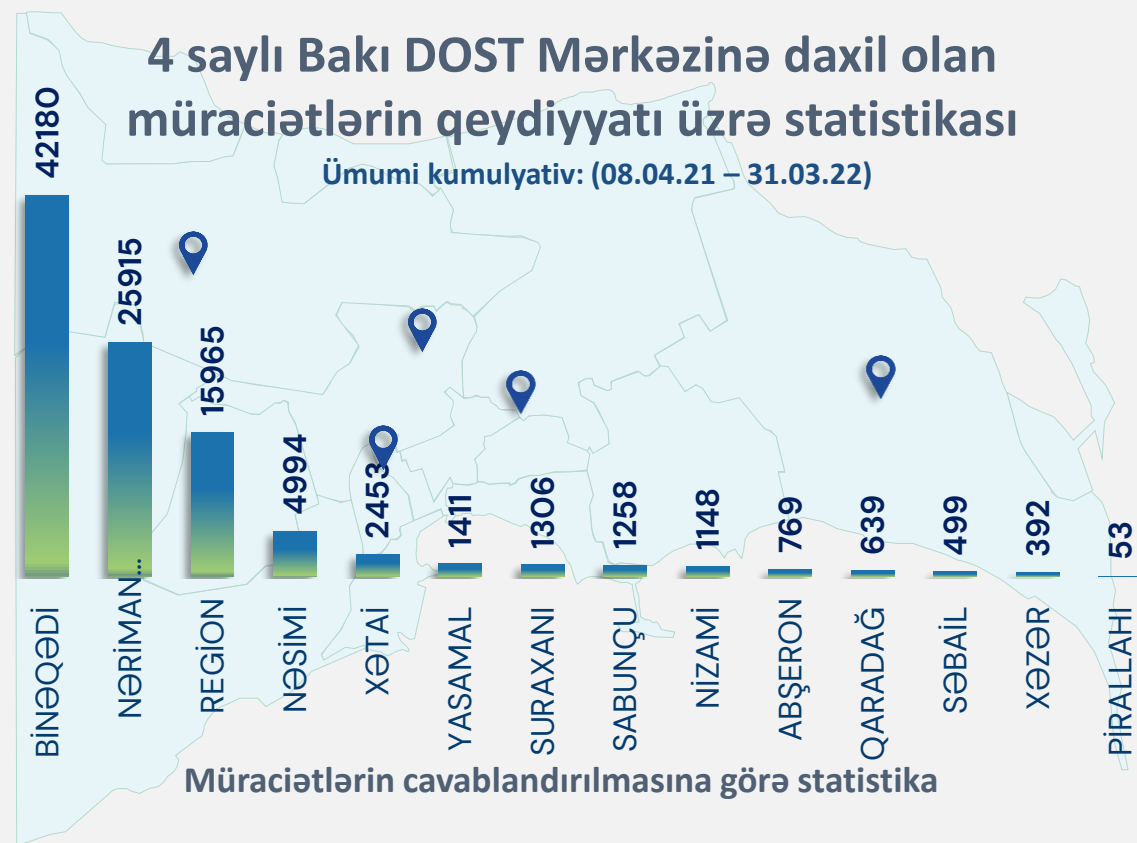 4 saylı Bakı DOST Mərkəzinə daxil olan
müraciətlərin qeydiyyatı üzrə statistikası
Ümumi kumulyativ: (08.04.21 – 31.03.22)
42180
25915
15965
4994
2453
1411
1306
1258
1148
769
639
499
392
53
BİNƏQƏDİ
NƏRİMAN…
REGİON
NƏSİMİ
XƏTAİ
YASAMAL
SURAXANI
SABUNÇU
NİZAMİ
ABŞERON
QARADAĞ
SƏBAİL
XƏZƏR
PİRALLAHI
Müraciətlərin cavablandırılmasına görə statistika